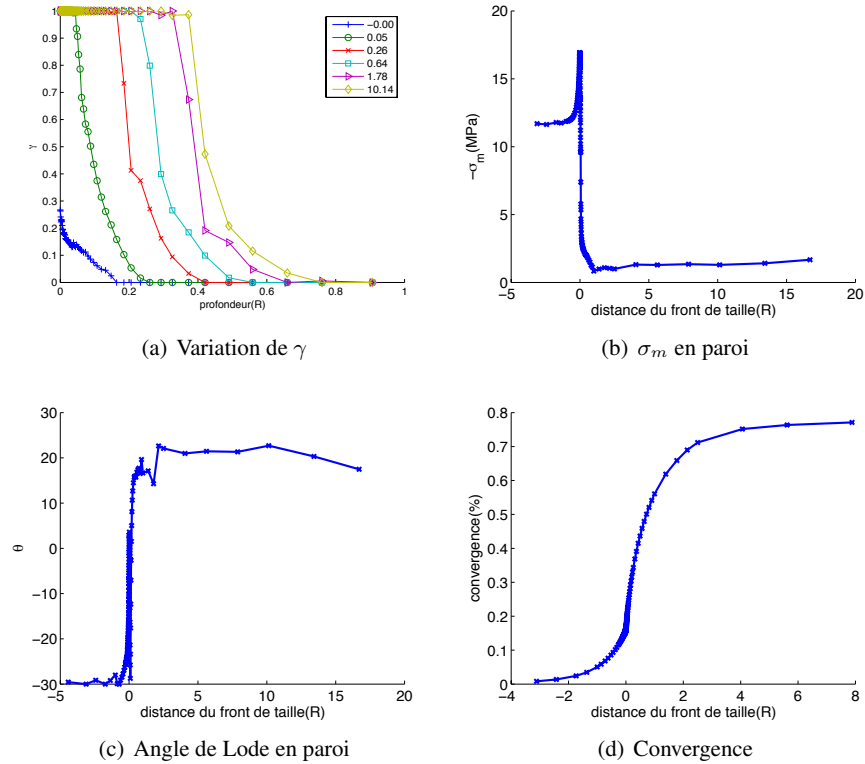 1
0.9
0.8
0.7
0.6
0.5
0.4
0.3
0.2
0.1
0
γ
0 0.2 0.4 0.6 0.8 1
profondeur(R)
−0.00
0.05
0.26
0.64
1.78
10.14
(a) Variation de γ
20
15
10
5
0
−σm(MPa)
−5 0 5 10 15 20
distance du front de taille(R)
(b) σm en paroi
30
20
10
0
−10
−20
−30
θ
−5 0 5 10 15 20
distance du front de taille(R)
(c) Angle de Lode en paroi
0.8
0.7
0.6
0.5
0.4
0.3
0.2
0.1
0
convergence(%)
−4 −2 0 2 4 6 8
distance du front de taille(R)
(d) Convergence